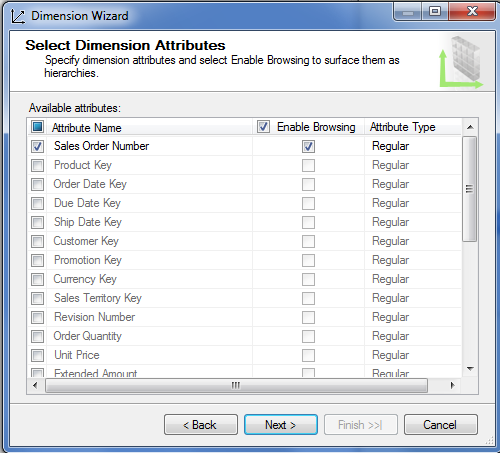 Dimension Wizard
Select Dimension Attributes
Specify dimension attributes and select Enable Browsing to surface them as
hierarchies.
Available attributes:
Attribute Name Enable Browsing Attribute Type
Sales Order Number Regular
Product Key Regular
Order Date Key Regular
Due Date Key Regular
Ship Date Key Regular
Customer Key Regular
Promotion Key Regular
Currency Key Regular
Sales Territory Key Regular
Revision Number Regular
Order Quantity Regular
Unit Price Regular
Extended Amount Regular
< Back Next > Finish >>| Cancel